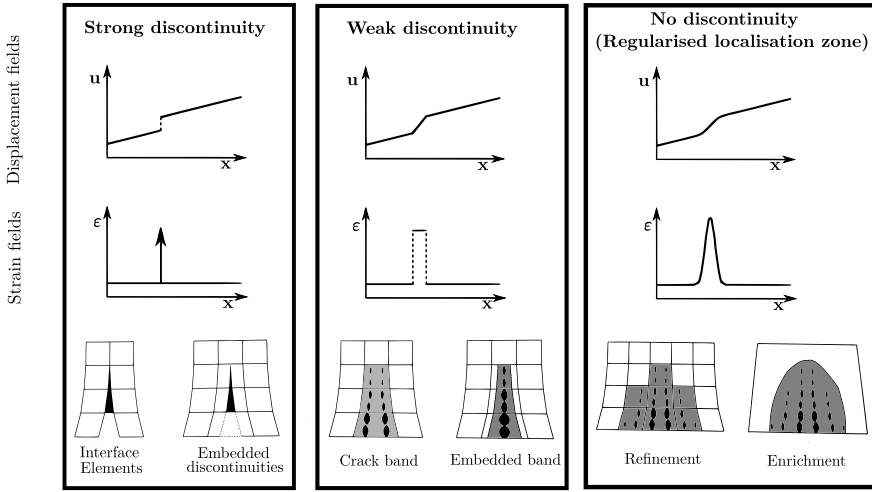 Strong discontinuity
Weak discontinuity
No discontinuity
(Regularised localisation zone)
Displacement fields
u
x
u
x
u
x
Strain fields
ε
x
ε
x
ε
x
Interface
Elements
Embedded
discontinuities
Crack band
Embedded band
Refinement
Enrichment